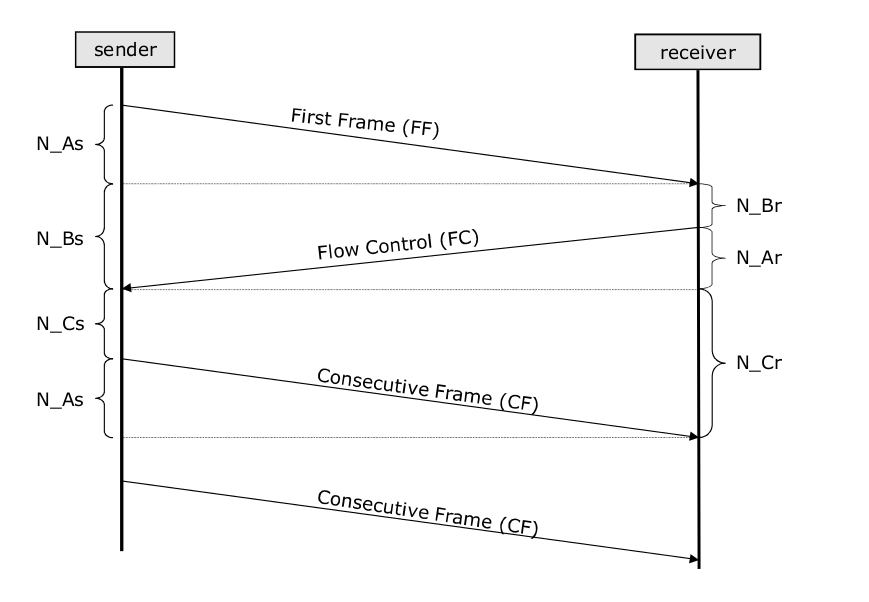 sender
receiver
First Frame (FF)
N_As
N_Br
Flow Control (FC)
N_Bs
N_Ar
N_Cs
N_Cr
Consecutive Frame (CF)
N_As
Consecutive Frame (CF)